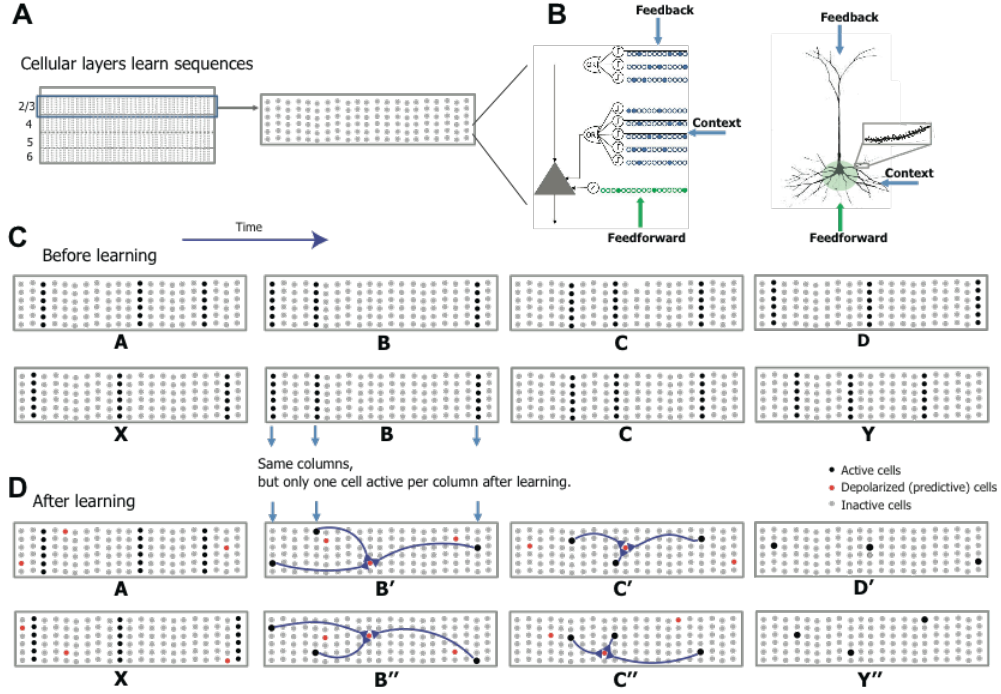 A
Cellular layers learn sequences
2/3
4
5
6
B
Feedback
Context
Feedforward
Feedback
Context
Feedforward
C
Time
Before learning
A
B
C
D
X
B
C
Y
Same columns,
but only one cell active per column after learning.
D
After learning
Active cells
Depolarized (predictive) cells
Inactive cells
A
B′
C′
D′
X
B′′
C′′
Y′′